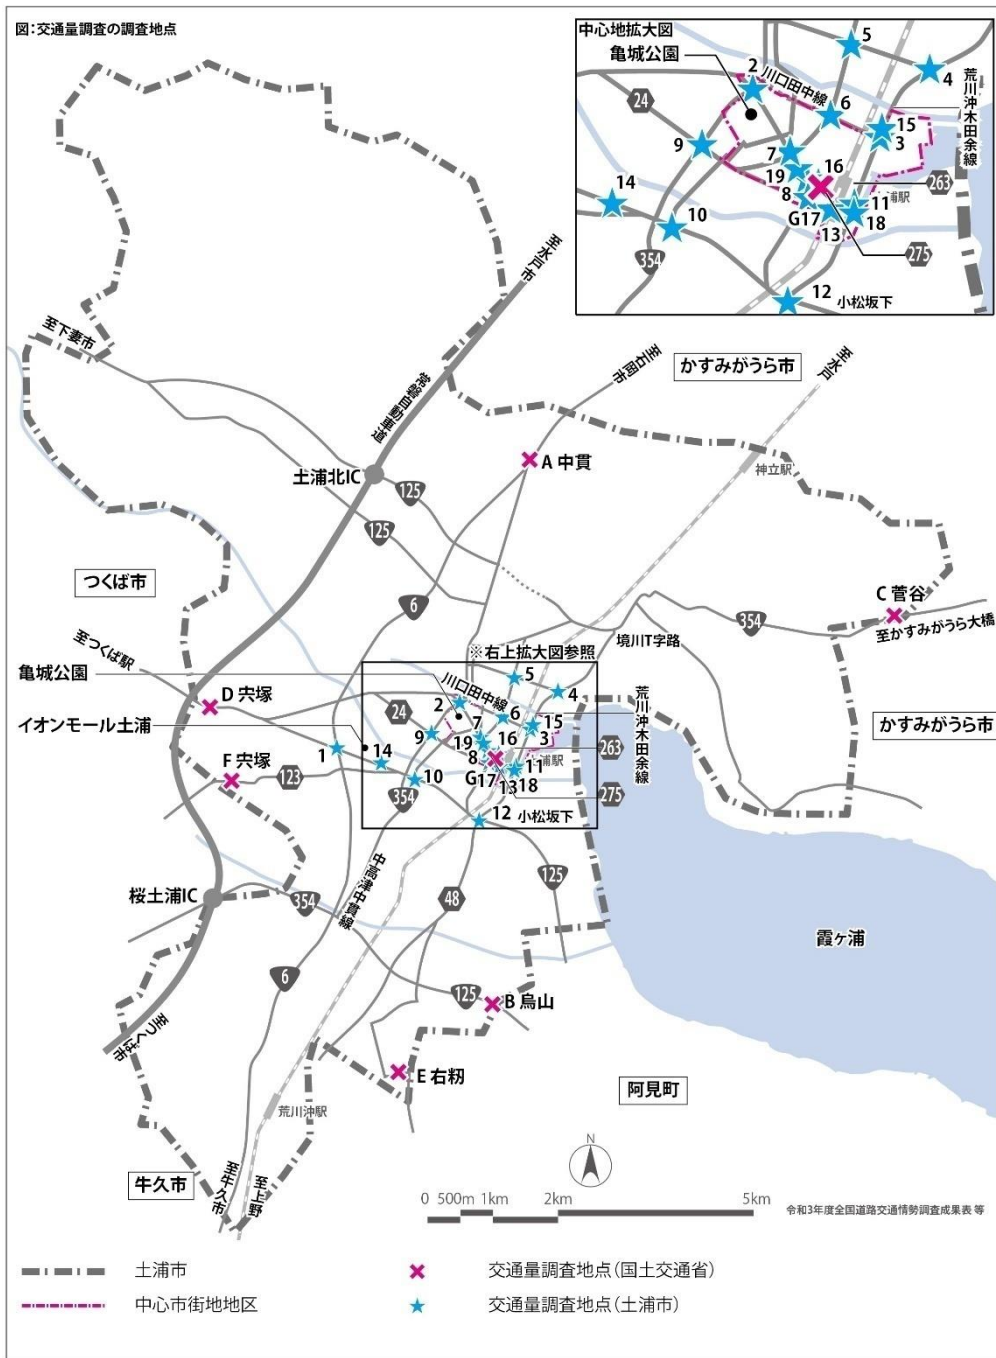 図:交通量調査の調査地点
中心地拡大図
亀城公園
川口田中線
荒川沖木田余線
24
2
5
4
6
15
3
9
7
16
19
14
8
10
G17
13
11
18
263
275
354
12
小松坂下
至水戸市
至下妻市
常磐自動車道
至石岡市
かすみがうら市
至水戸
土浦北IC
125
125
A 中貫
神立駅
つくば市
6
C 菅谷
354
至かすみがうら大橋
至つくば駅
境川T字路
※右上拡大図参照
亀城公園
D 宍塚
イオンモール土浦
川口田中線
荒川沖木田余線
かすみがうら市
5
4
2
24
7
6
15
3
9
19
16
263
1
14
8
11
F 宍塚
123
10
G17
13
18
275
354
12
小松坂下
桜土浦IC
354
中高津中貫線
48
125
霞ヶ浦
6
125
B 烏山
至つくば市
E 右籾
阿見町
荒川沖駅
牛久市
至牛久市
至上野
N
0 500m 1km 2km 5km
令和3年度全国道路交通情勢調査成果表 等
土浦市
交通量調査地点(国土交通省)
中心市街地地区
交通量調査地点(土浦市)